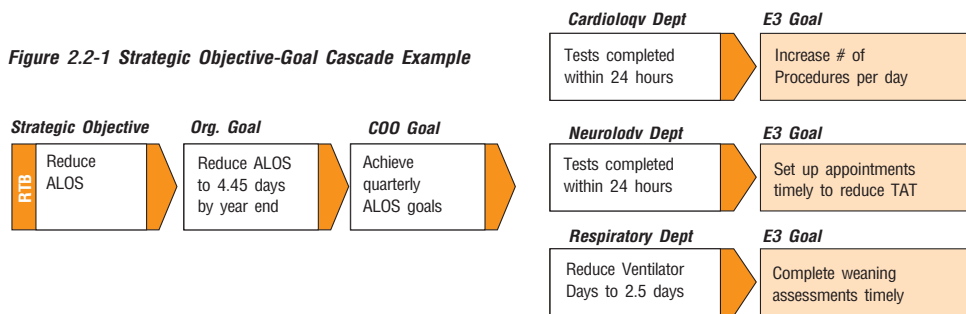 Figure 2.2-1 Strategic Objective-Goal Cascade Example
Strategic Objective
RTB
Reduce
ALOS
Org. Goal
Reduce ALOS
to 4.45 days
by year end
COO Goal
Achieve
quarterly
ALOS goals
Cardiologv Dept
Tests completed
within 24 hours
E3 Goal
Increase # of
Procedures per day
Neurolodv Dept
Tests completed
within 24 hours
E3 Goal
Set up appointments
timely to reduce TAT
Respiratory Dept
Reduce Ventilator
Days to 2.5 days
E3 Goal
Complete weaning
assessments timely